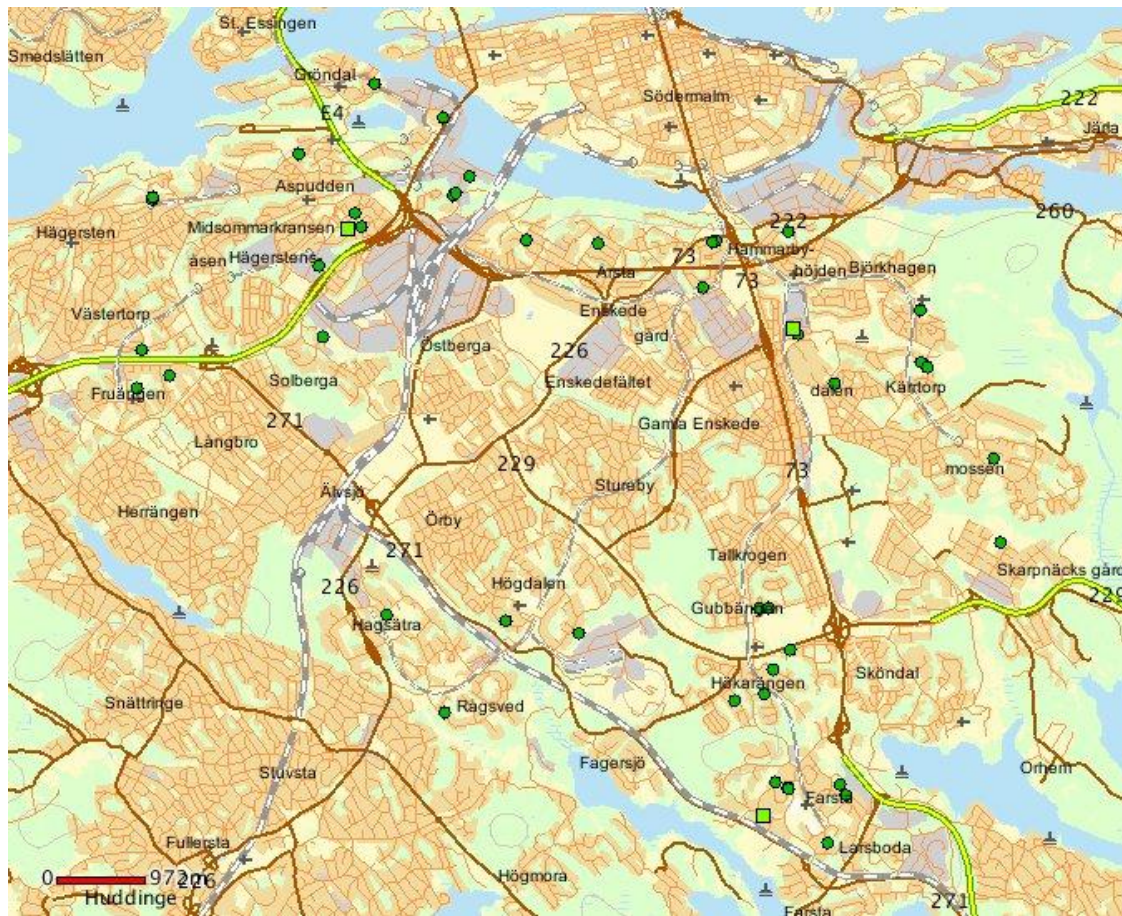 St. Essingen
Smedslätten
Gröndal
Södermalm
222
E4
Järla
Aspudden
Hägersten
Midsommarkransen
222
260
åsen
Hägerstens
Årsta
73
Hammarby-
höjden
Björkhagen
73
Västertorp
Enskede
gård
Östberga
226
Solberga
Enskedefältet
dalen
Kärrtorp
Fruängen
271
Långbro
Gamla Enskede
229
73
mossen
Stureby
Älvsjö
Herrängen
Örby
271
Tallkrogen
226
Högdalen
Skarpnäcks gård
229
Gubbängen
Hagsätra
Sköndal
Hökarängen
Snättringe
Rågsved
Stuvsta
Fagersjö
Orhem
Farsta
Fullersta
Larsboda
0 972m
226
Högmora
Huddinge
271
Farsta